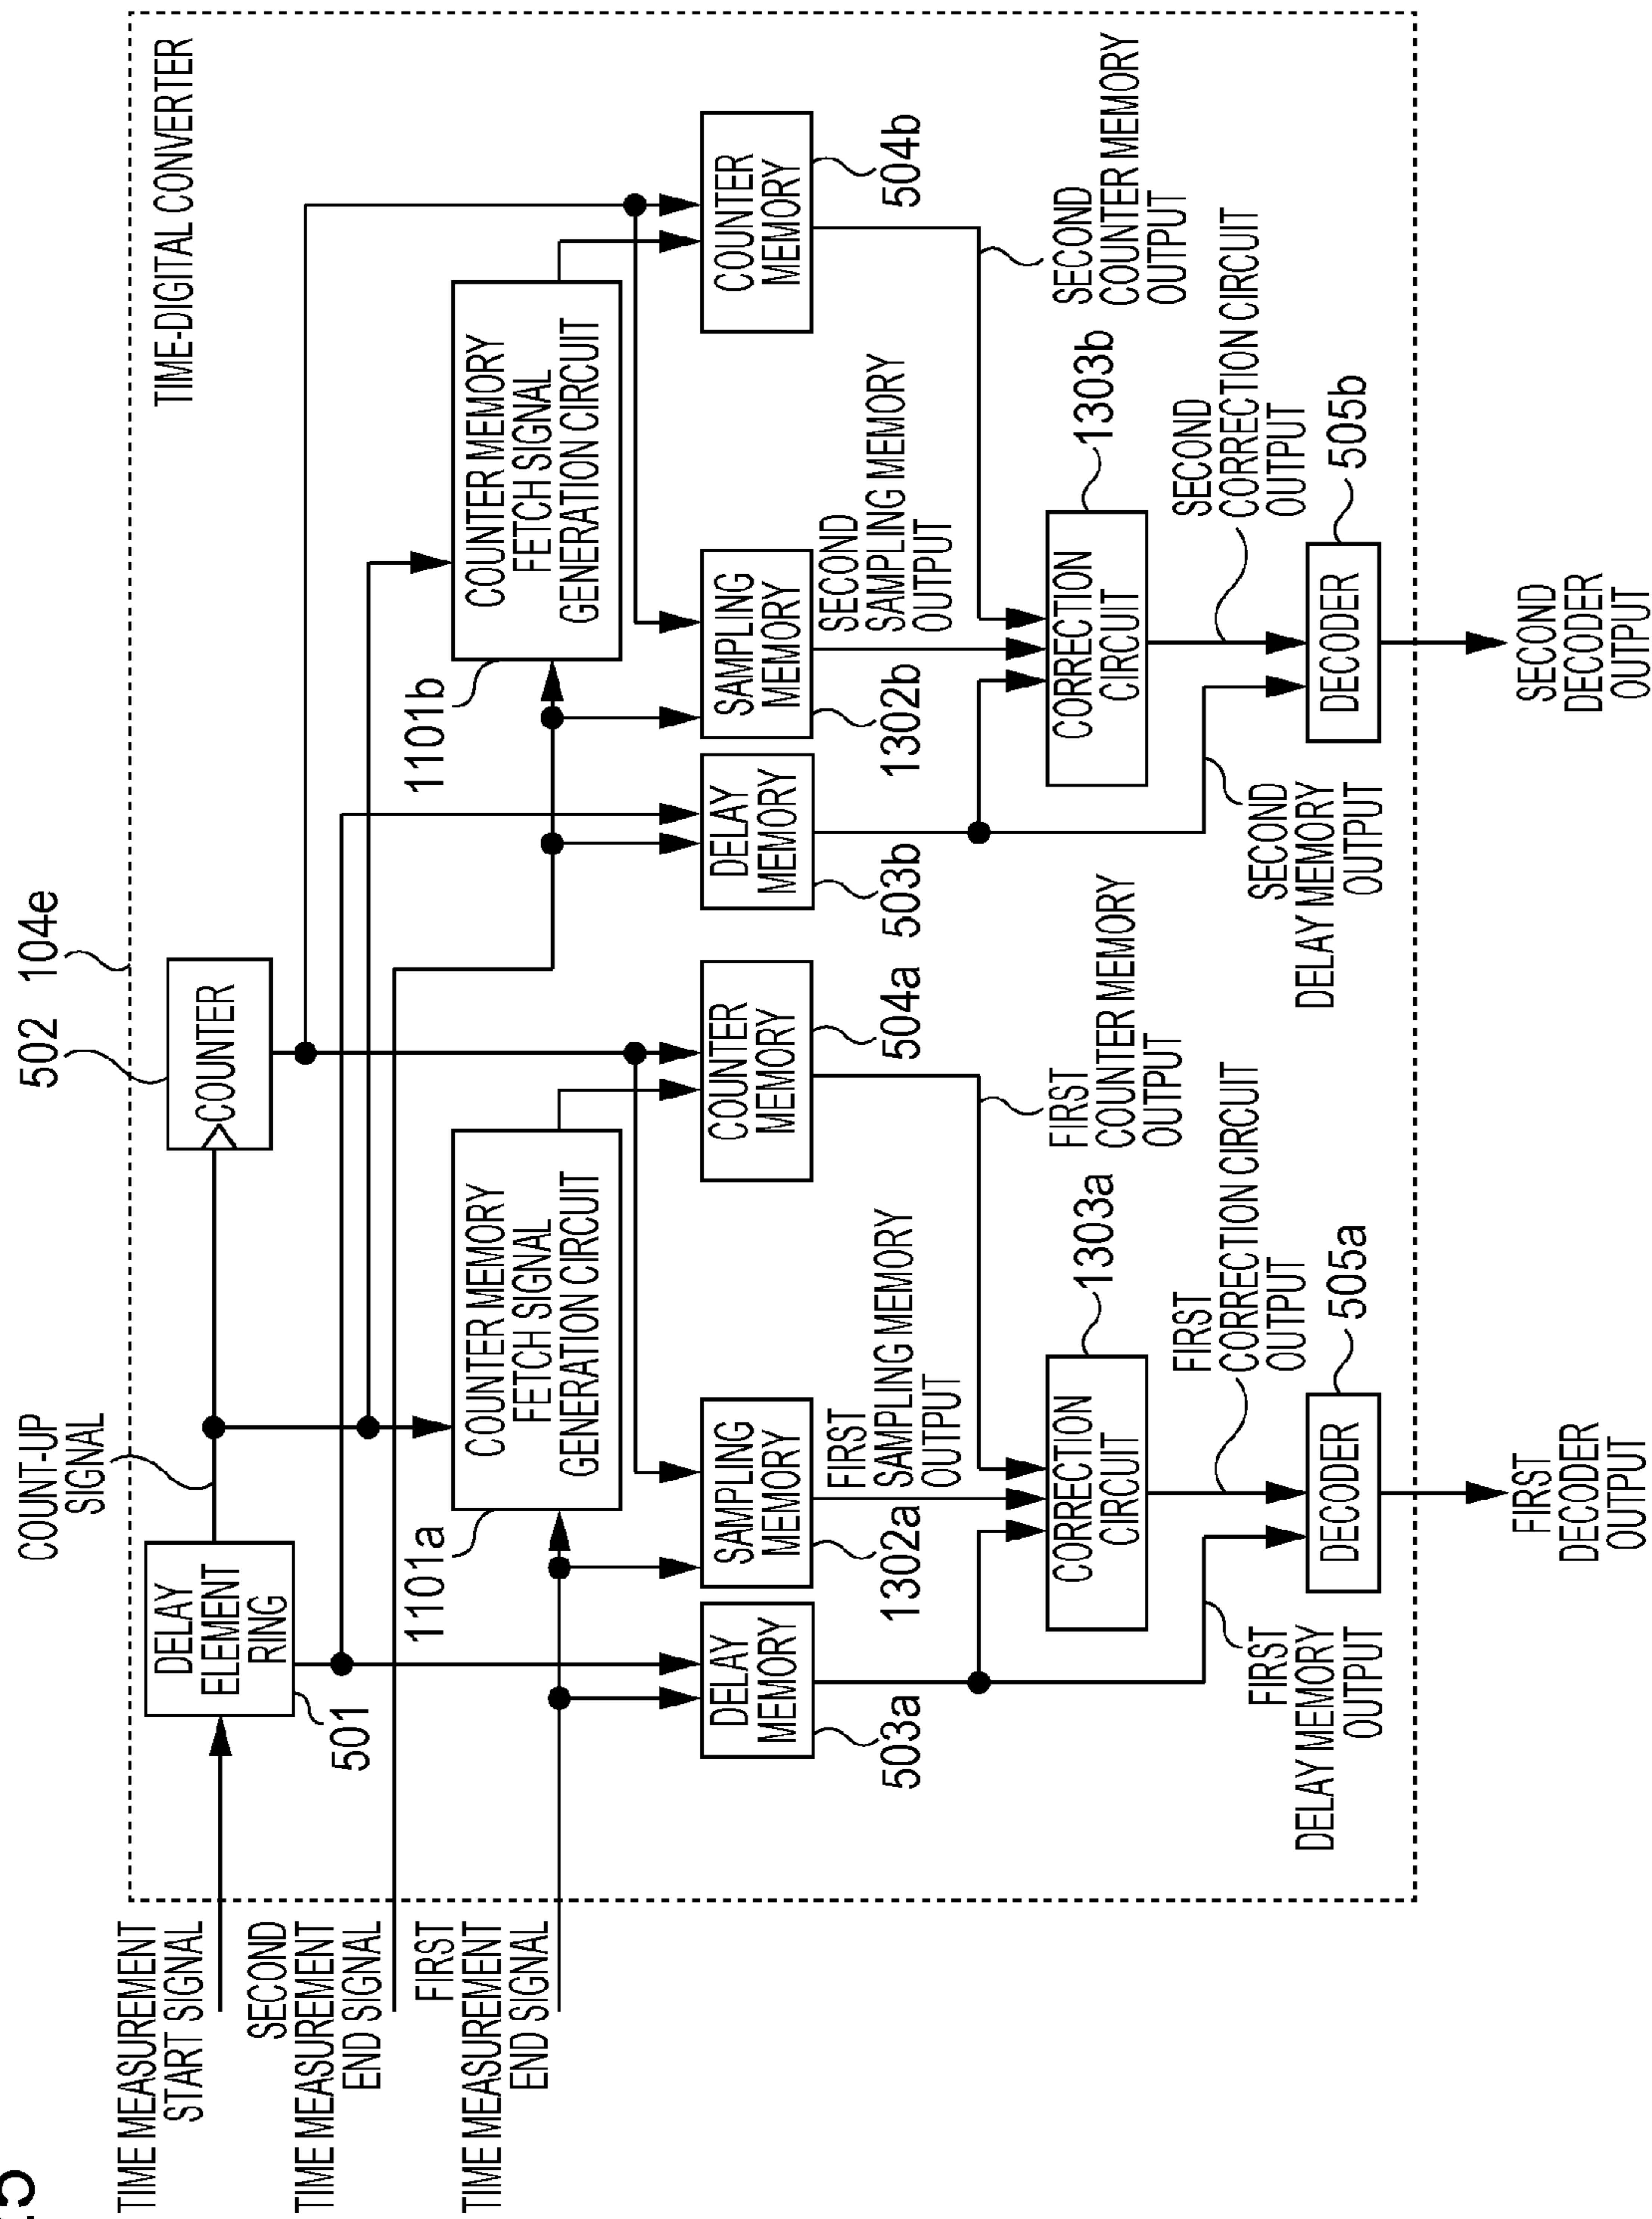 502
104e
COUNT-UP
SIGNAL
TIME-DIGITAL CONVERTER
TIME MEASUREMENT
START SIGNAL
DELAY
ELEMENT
RING
501
COUNTER
SECOND
TIME MEASUREMENT
END SIGNAL
FIRST
TIME MEASUREMENT
END SIGNAL
1101a
COUNTER MEMORY
FETCH SIGNAL
GENERATION CIRCUIT
1101b
COUNTER MEMORY
FETCH SIGNAL
GENERATION CIRCUIT
DELAY
MEMORY
503a
SAMPLING
MEMORY
1302a
COUNTER
MEMORY
504a
DELAY
MEMORY
503b
SAMPLING
MEMORY
1302b
COUNTER
MEMORY
504b
FIRST
SAMPLING MEMORY
OUTPUT
SECOND
SAMPLING MEMORY
OUTPUT
FIRST
COUNTER MEMORY
OUTPUT
SECOND
COUNTER MEMORY
OUTPUT
CORRECTION
CIRCUIT
1303a
CORRECTION
CIRCUIT
1303b
FIRST
DELAY MEMORY
OUTPUT
FIRST
CORRECTION CIRCUIT
OUTPUT
SECOND
DELAY MEMORY
OUTPUT
SECOND
CORRECTION CIRCUIT
OUTPUT
DECODER
505a
DECODER
505b
FIRST
DECODER
OUTPUT
SECOND
DECODER
OUTPUT